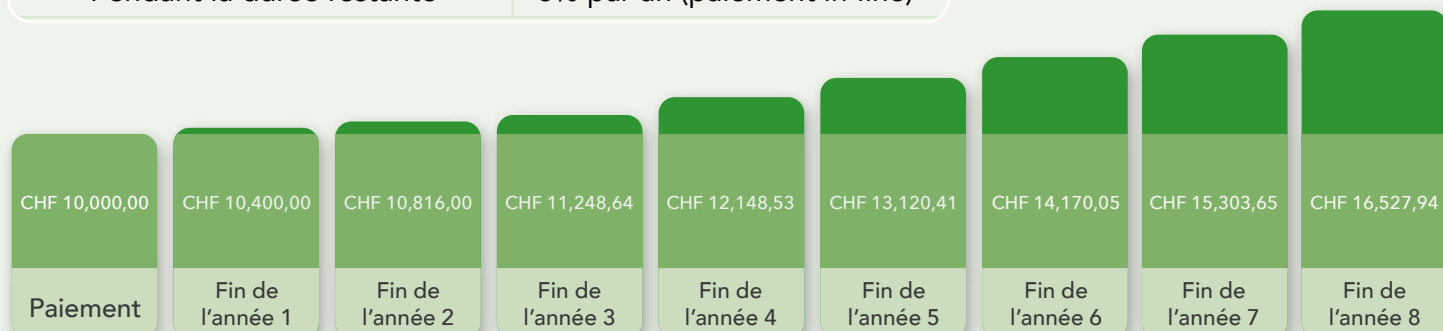 CHF 10,000,00
CHF 10,400,00
CHF 10,816,00
CHF 11,248,64
CHF 12,148,53
CHF 13,120,41
CHF 14,170,05
CHF 15,303,65
CHF 16,527,94
Paiement
Fin de
l'année 1
Fin de
l'année 2
Fin de
l'année 3
Fin de
l'année 4
Fin de
l'année 5
Fin de
l'année 6
Fin de
l'année 7
Fin de
l'année 8